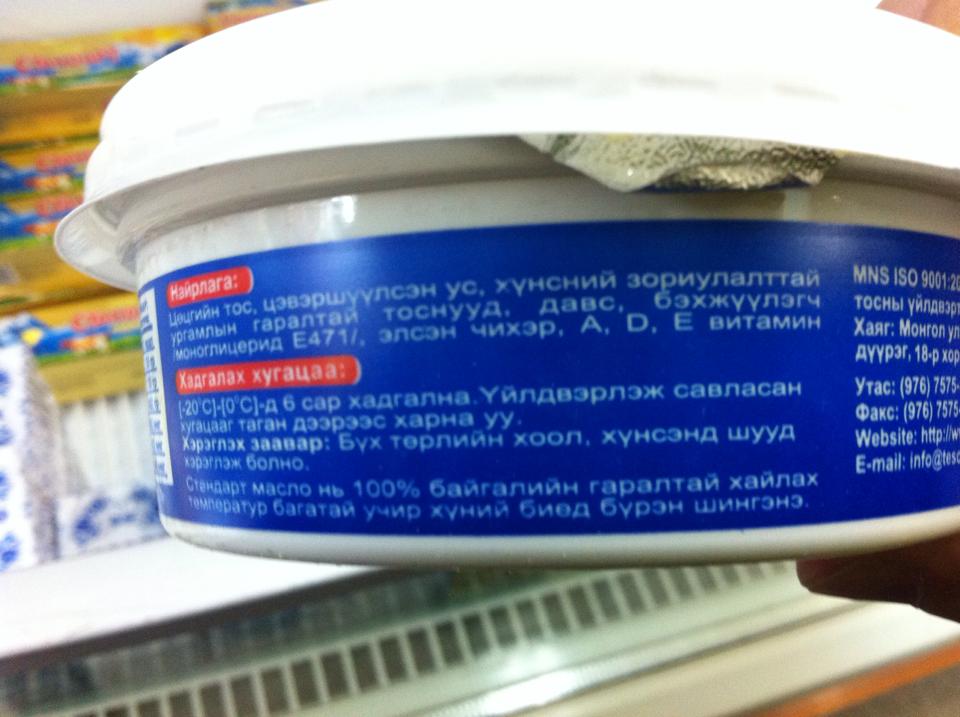 Найрлага:
Цөцгийн тос, цэвэршүүлсэн ус, хүнсний зориулалттай
ургамлын гаралтай тоснууд, давс, бэхжүүлэгч
/моноглицерид E471/, элсэн чихэр, A, D, E витамин
Хадгалах хугацаа:
[-20°C]-[0°C]-д 6 сар хадгална. Үйлдвэрлэж савласан
хугацааг таган дээрээс харна уу.
Хэрэглэх заавар: Бүх төрлийн хоол, хүнсэнд шууд
хэрэглэж болно.
Стандарт масло нь 100% байгалийн гаралтай хайлах
температур багатай учир хүний биед бүрэн шингэнэ.
MNS ISO 9001:20
тосны үйлдвэрт
Хаяг: Монгол ул
дүүрэг, 18-р хор
Утас: (976) 7575-
Факс: (976) 7575-
Website: http://w
E-mail: info@teso